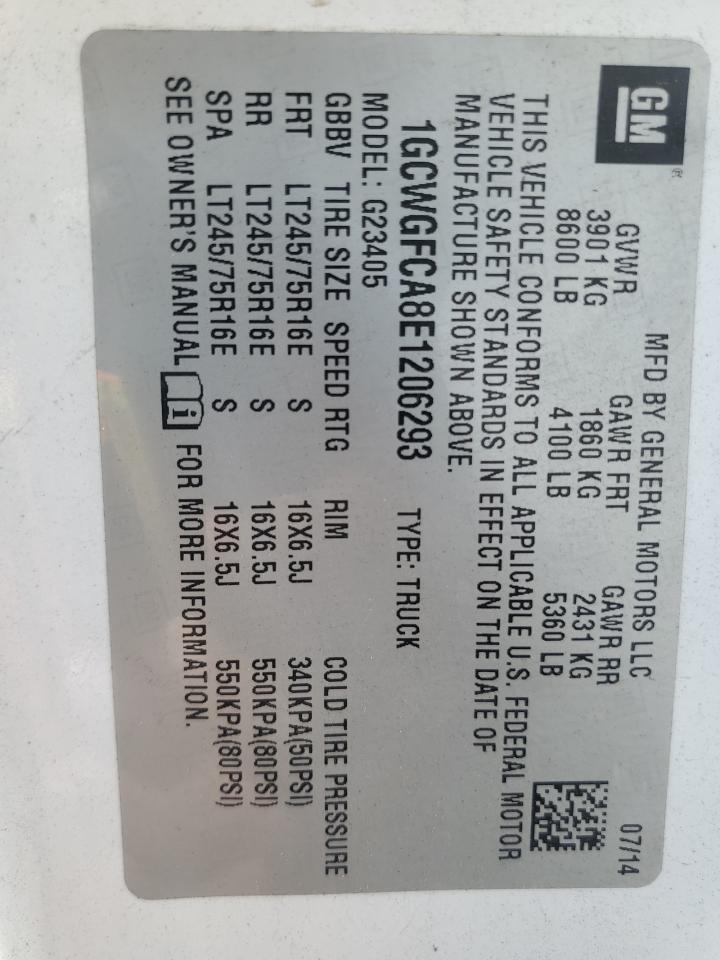 GM®
MFD BY GENERAL MOTORS LLC 07/14
GVWR GAWR FRT GAWR RR
3901 KG 1860 KG 2431 KG
8600 LB 4100 LB 5360 LB
THIS VEHICLE CONFORMS TO ALL APPLICABLE U.S. FEDERAL MOTOR
VEHICLE SAFETY STANDARDS IN EFFECT ON THE DATE OF
MANUFACTURE SHOWN ABOVE.
1GCWGFCA8E1206293 TYPE: TRUCK
MODEL: G23405
GBBV TIRE SIZE SPEED RTG RIM COLD TIRE PRESSURE
FRT LT245/75R16E S 16X6.5J 340KPA(50PSI)
RR LT245/75R16E S 16X6.5J 550KPA(80PSI)
SPA LT245/75R16E S 16X6.5J 550KPA(80PSI)
SEE OWNER'S MANUAL i FOR MORE INFORMATION.